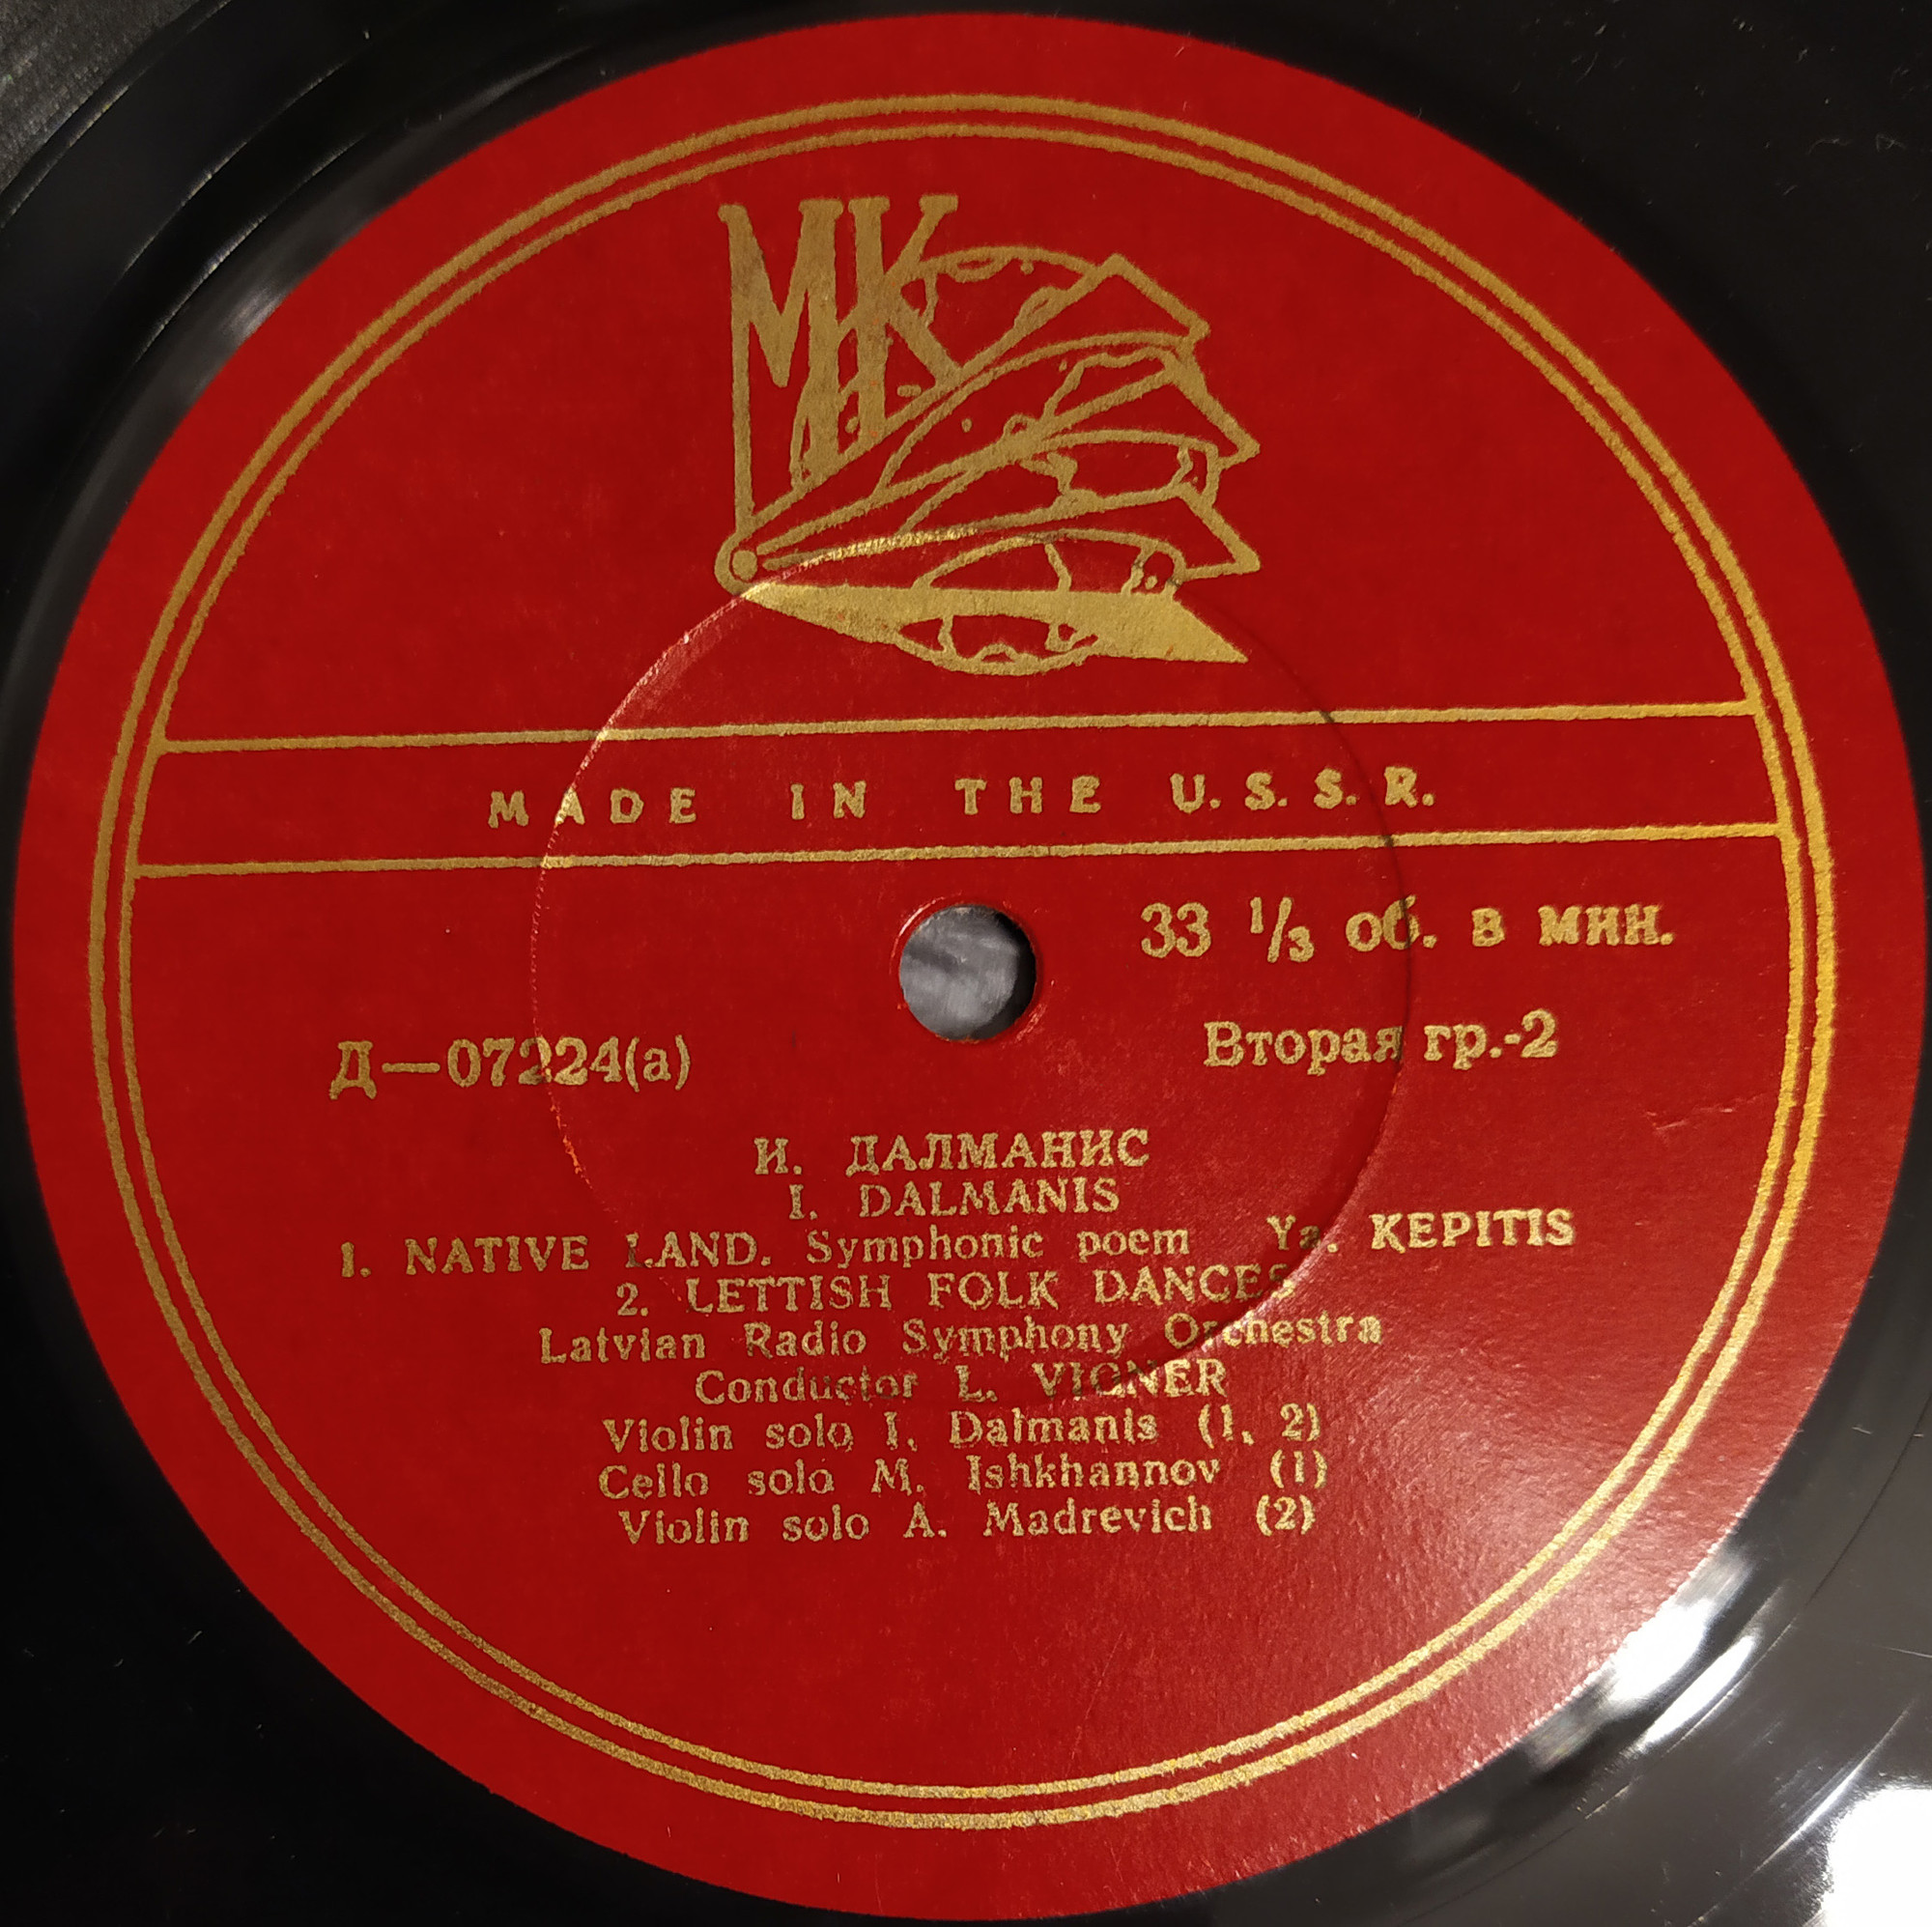 МК
MADE IN THE U.S.S.R.
33 1/3 об. в мин.
Д—07224(а)
Вторая гр.-2
И. ДАЛМАНИС
I. DALMANIS
1. NATIVE LAND. Symphonic poem Ya. KEPITIS
2. LETTISH FOLK DANCES
Latvian Radio Symphony Orchestra
Conductor L. VIGNER
Violin solo I. Dalmanis (1, 2)
Cello solo M. Ishkhannov (1)
Violin solo A. Madrevich (2)